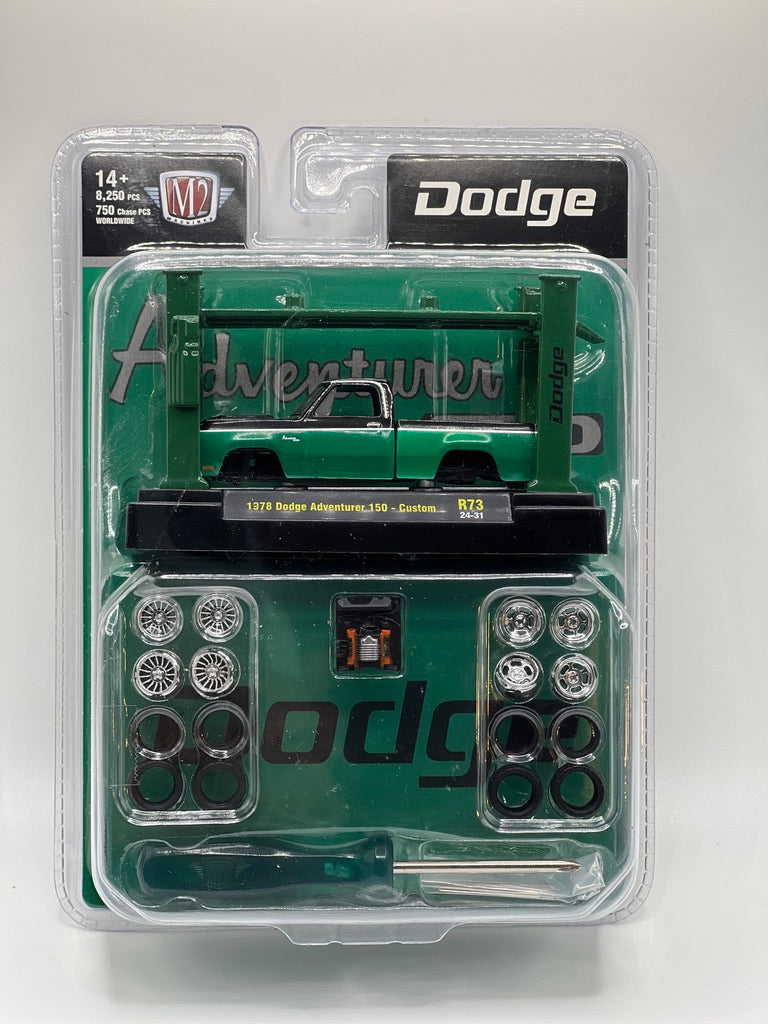 14+
8,250 PCS
750 Chase PCS
WORLDWIDE
M2
MACHINES
Dodge
Adventurer
Dodge
1978 Dodge Adventurer 150 - Custom
R73
24-31
Dodge